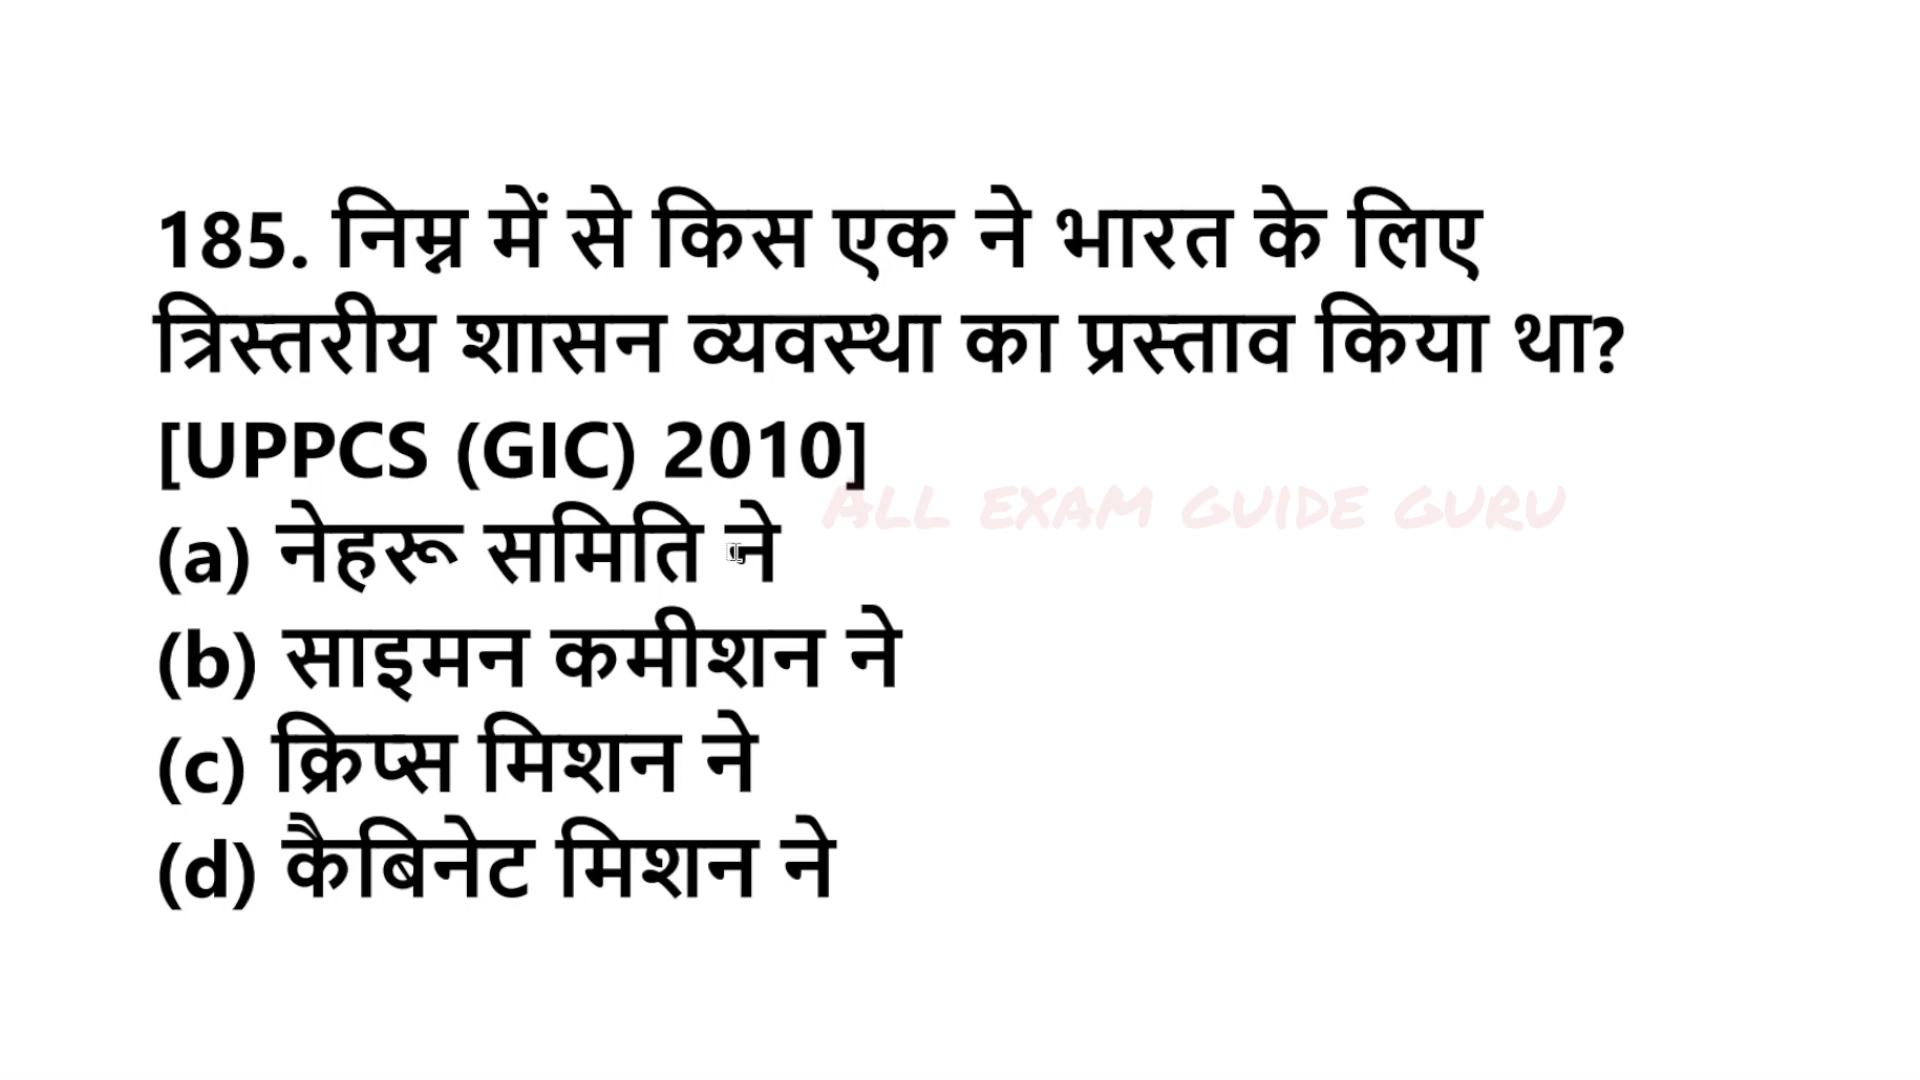 185. निम्न में से किस एक ने भारत के लिए
त्रिस्तरीय शासन व्यवस्था का प्रस्ताव किया था?
[UPPCS (GIC) 2010]
ALL EXAM GUIDE GURU
(a) नेहरू समिति ने
(b) साइमन कमीशन ने
(c) क्रिप्स मिशन ने
(d) कैबिनेट मिशन ने